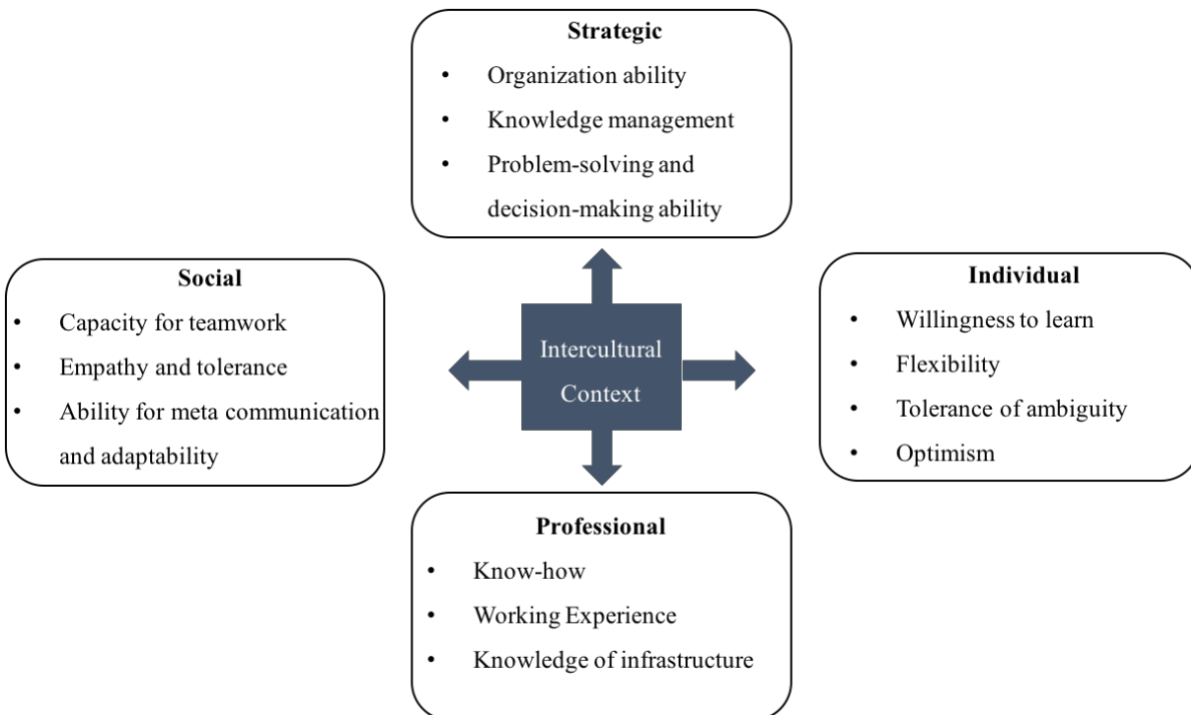 Strategic
• Organization ability
• Knowledge management
• Problem-solving and
decision-making ability
Social
• Capacity for teamwork
• Empathy and tolerance
• Ability for meta communication
and adaptability
Intercultural
Context
Individual
• Willingness to learn
• Flexibility
• Tolerance of ambiguity
• Optimism
Professional
• Know-how
• Working Experience
• Knowledge of infrastructure